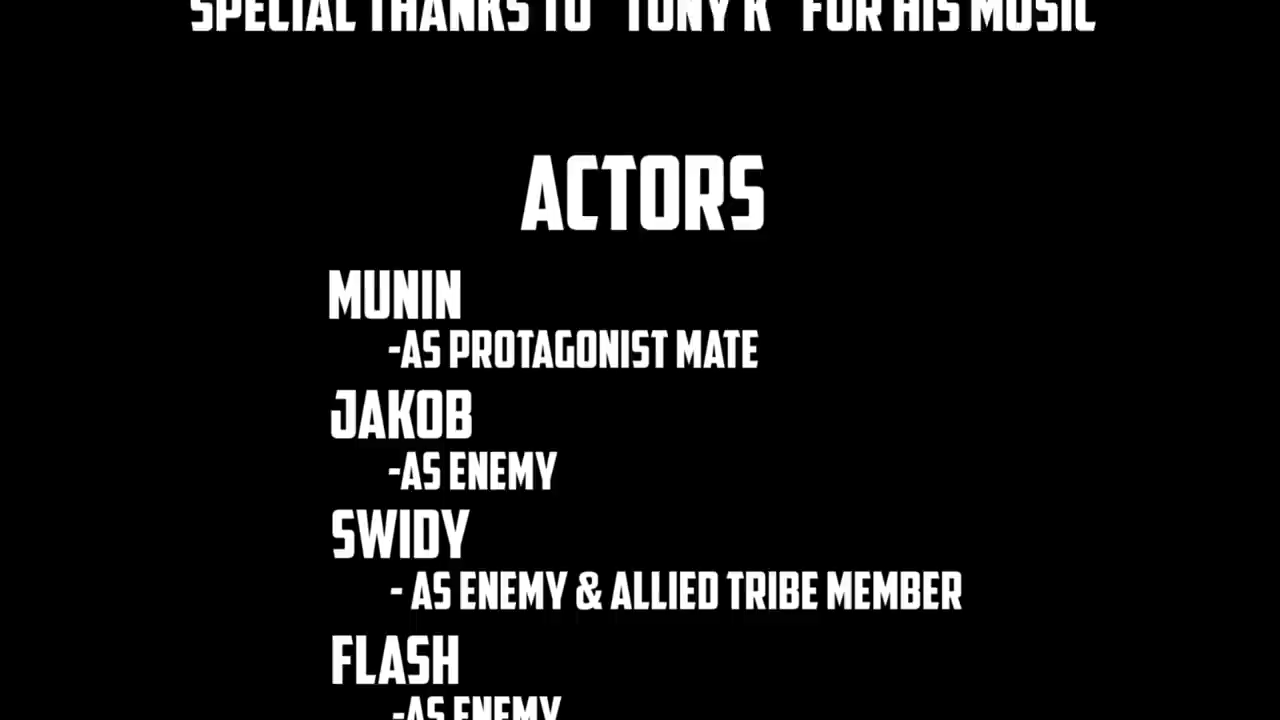 SPECIAL THANKS TO "TONY K" FOR HIS MUSIC
ACTORS
MUNIN
-AS PROTAGONIST MATE
JAKOB
-AS ENEMY
SWIDY
- AS ENEMY & ALLIED TRIBE MEMBER
FLASH
-AS ENEMY